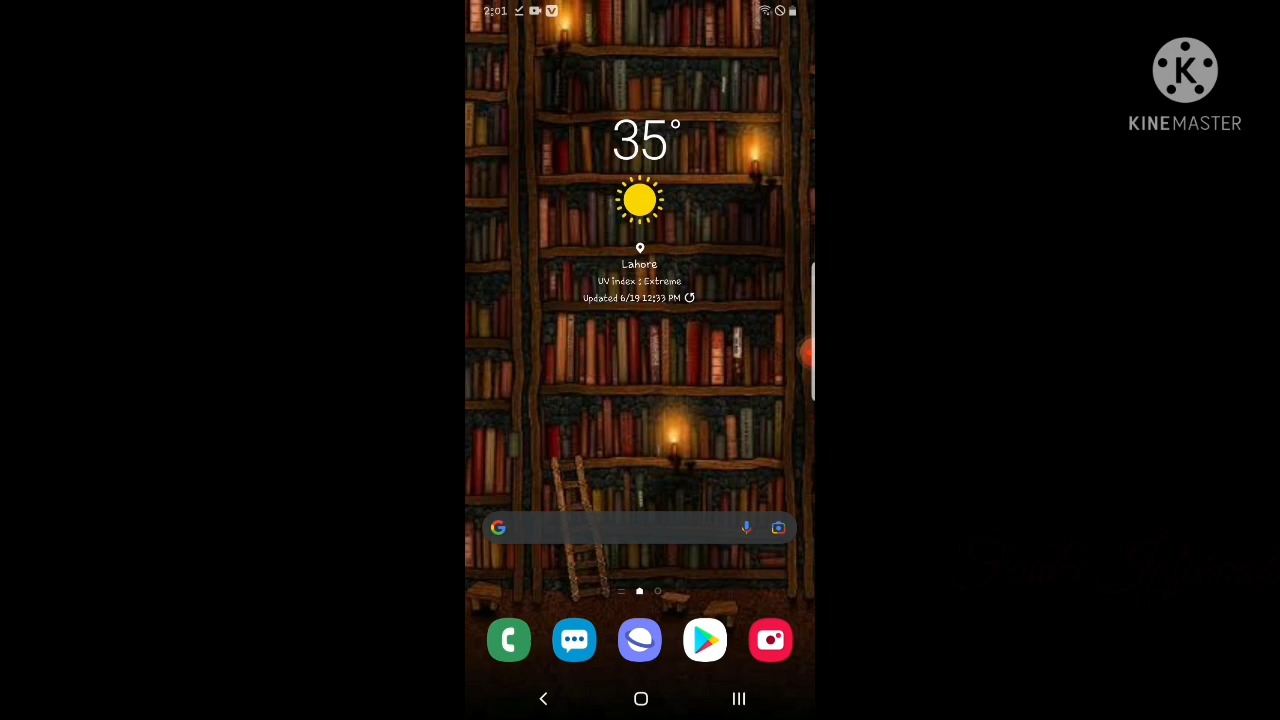 2:01
K
KINEMASTER
35°
Lahore
UV index : Extreme
Updated 6/19 12:33 PM